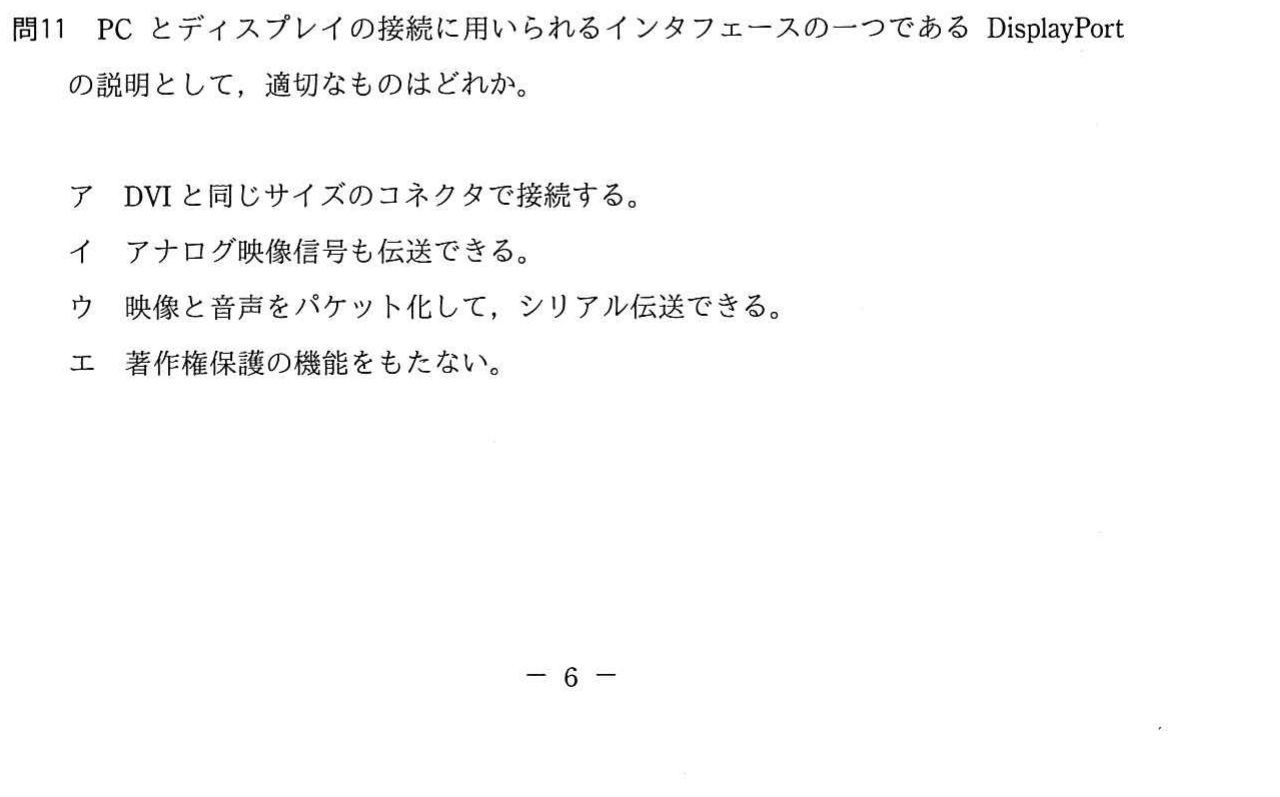 問11 PC とディスプレイの接続に用いられるインタフェースの一つである DisplayPort
の説明として，適切なものはどれか。
ア DVI と同じサイズのコネクタで接続する。
イ アナログ映像信号も伝送できる。
ウ 映像と音声をパケット化して，シリアル伝送できる。
エ 著作権保護の機能をもたない。
－ 6 －